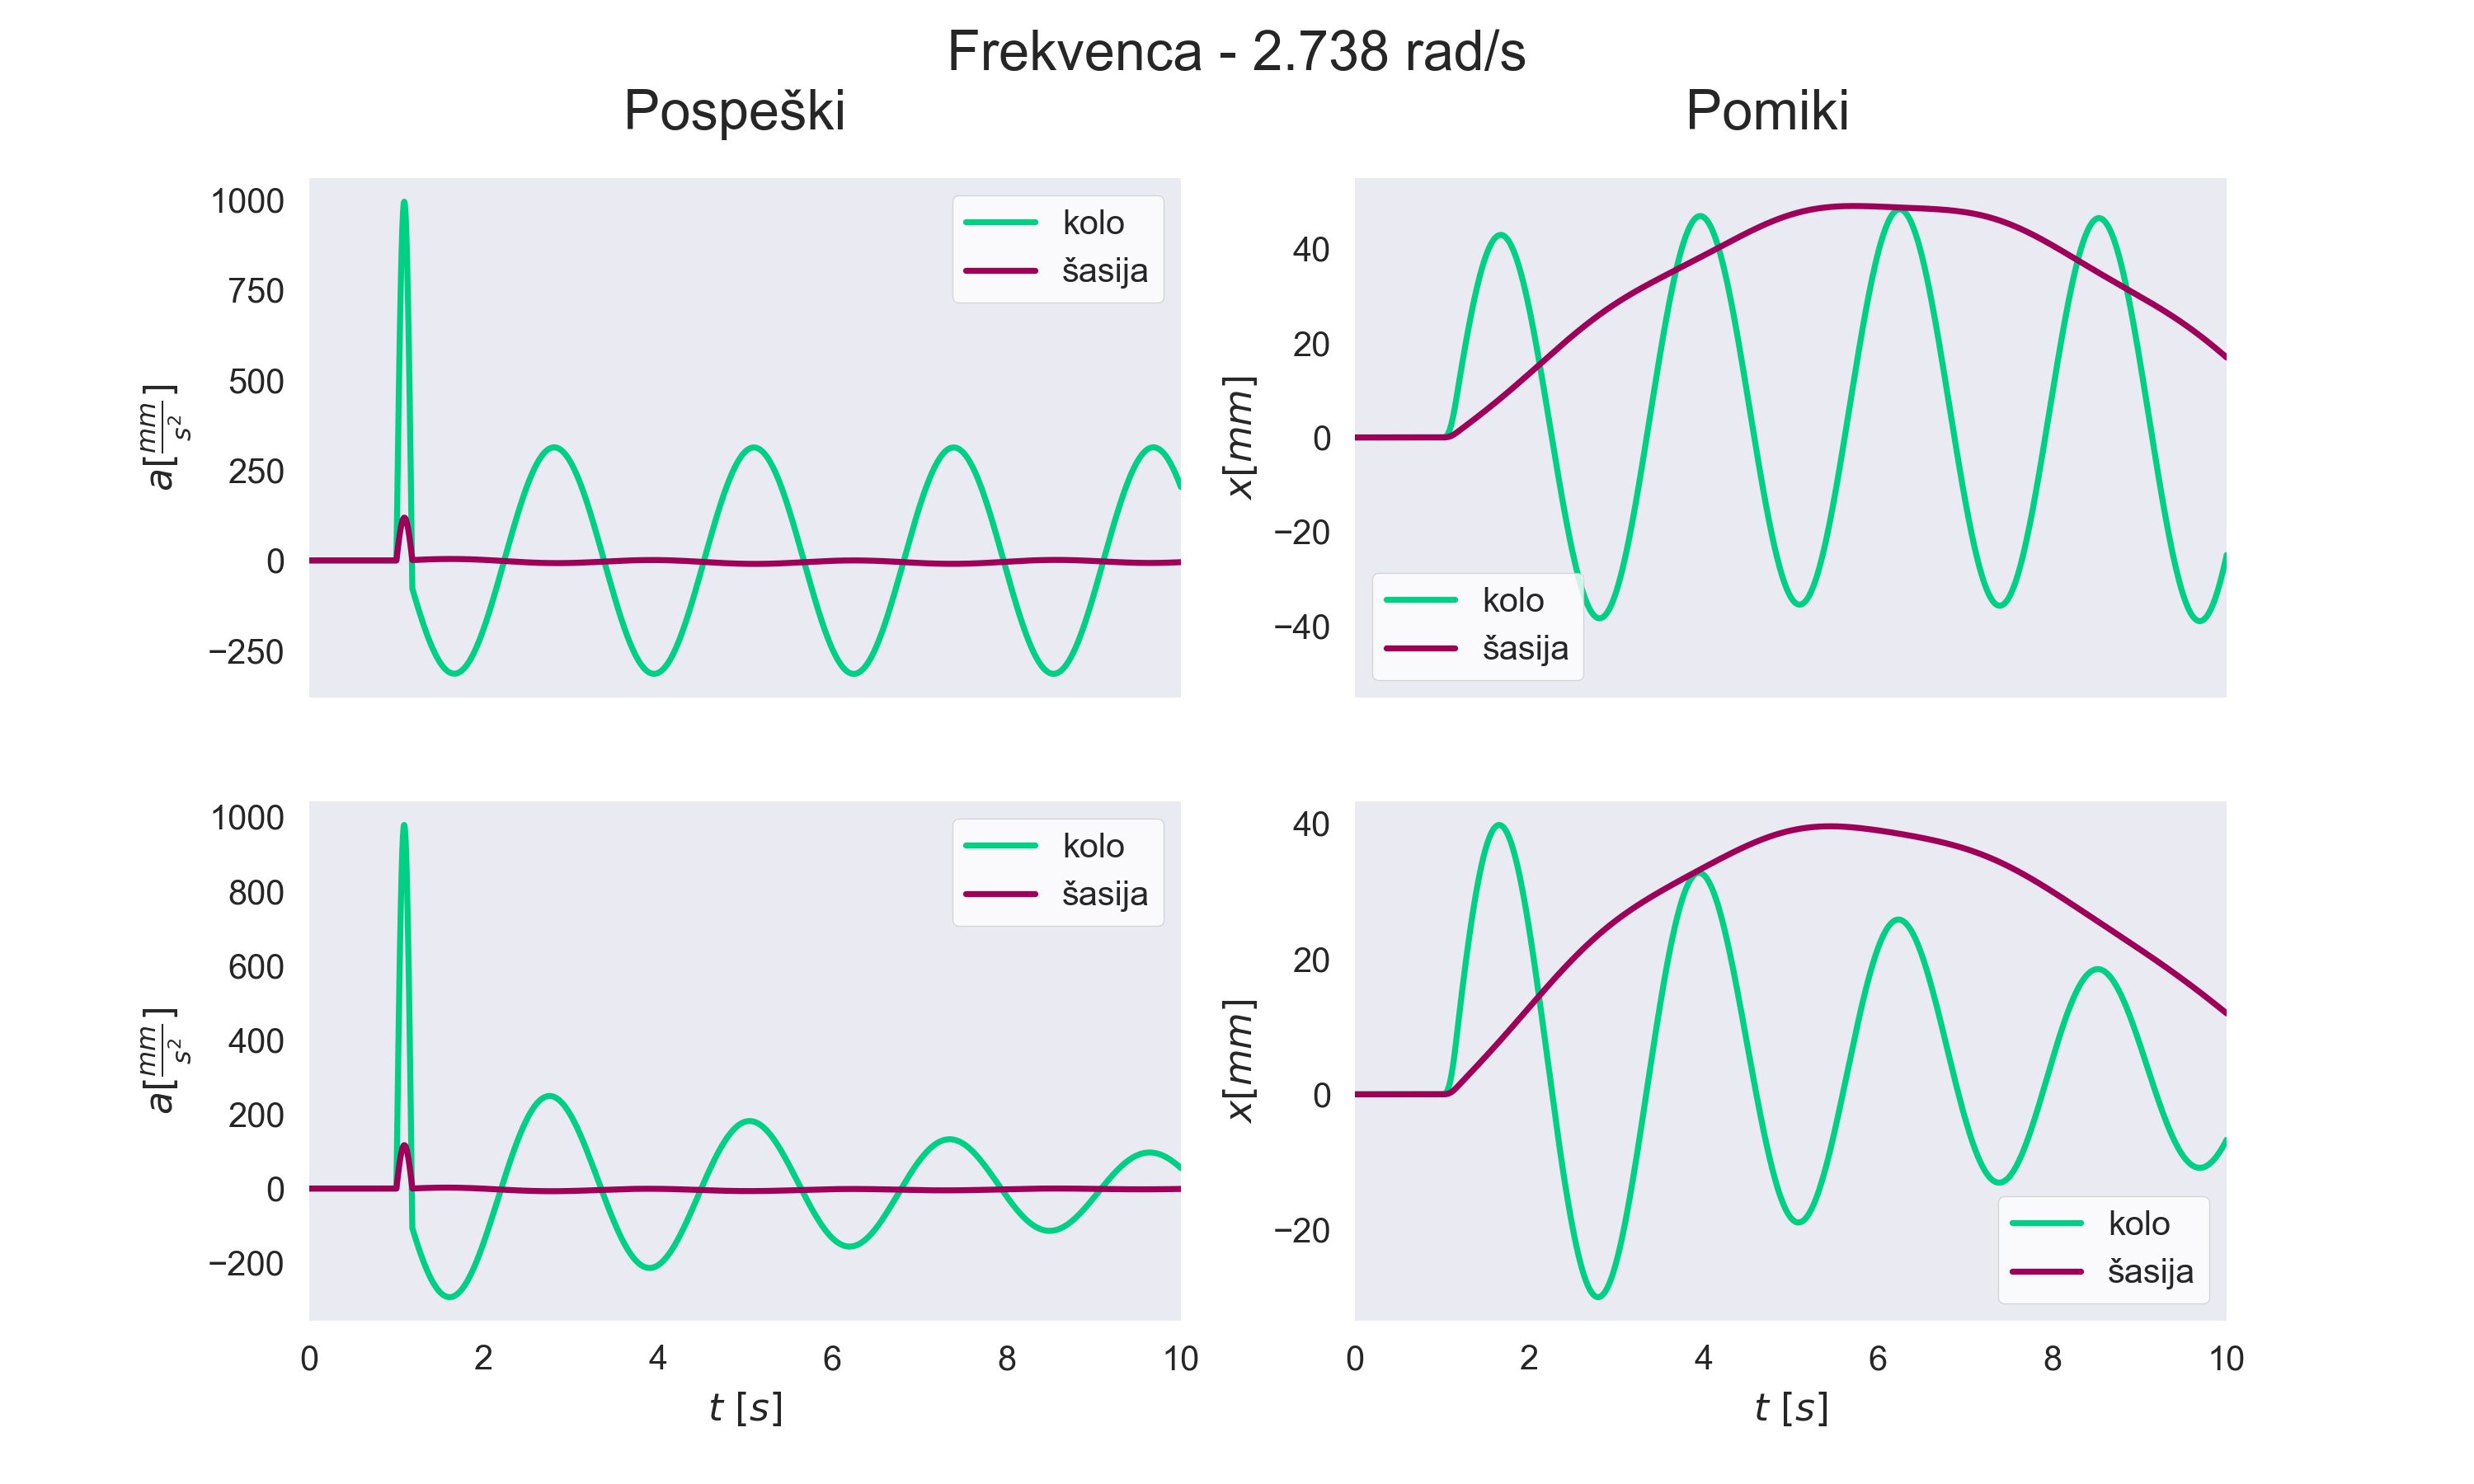 Frekvenca - 2.738 rad/s
Pospeški
Pomiki
1000
750
500
250
0
−250
a[mm/s²]
kolo
šasija
40
20
0
−20
−40
x[mm]
kolo
šasija
1000
800
600
400
200
0
−200
a[mm/s²]
kolo
šasija
0 2 4 6 8 10
t [s]
40
20
0
−20
x[mm]
kolo
šasija
0 2 4 6 8 10
t [s]